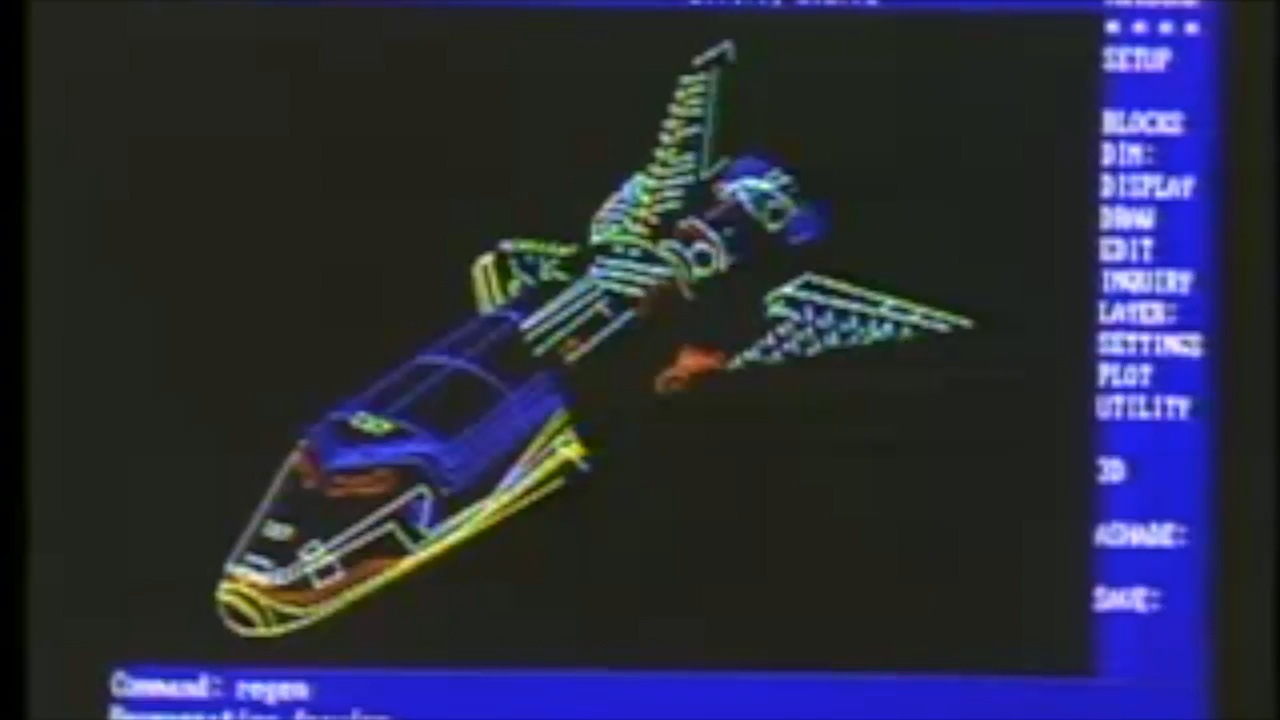 * * * *
SETUP
BLOCKS
DIM:
DISPLAY
DRAW
EDIT
INQUIRY
LAYER:
SETTINGS
PLOT
UTILITY
3D
ASHADE:
SAVE:
Command: regen